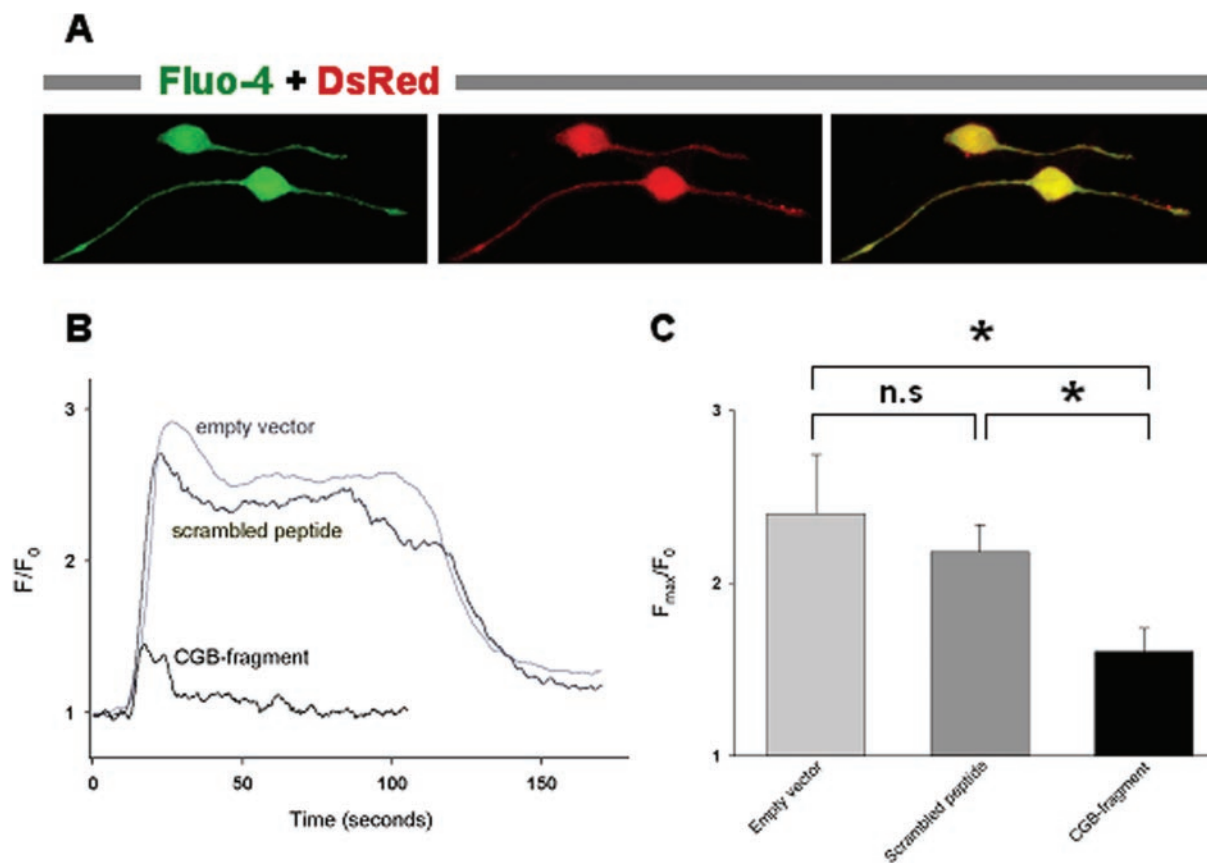 A
Fluo-4 + DsRed
B
3
2
1
F/F0
empty vector
scrambled peptide
CGB-fragment
0
50
100
150
Time (seconds)
C
*
n.s
*
3
2
1
Fmax/F0
Empty vector
Scrambled peptide
CGB-fragment